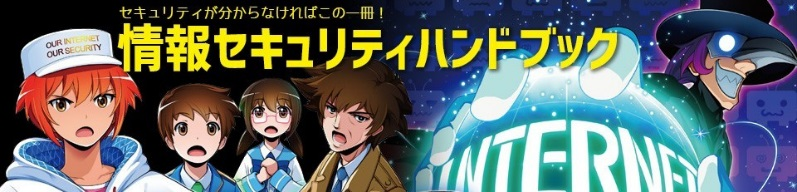 セキュリティが分からなければこの一冊！
情報セキュリティハンドブック
OUR INTERNET
OUR SECURITY
INTERNET